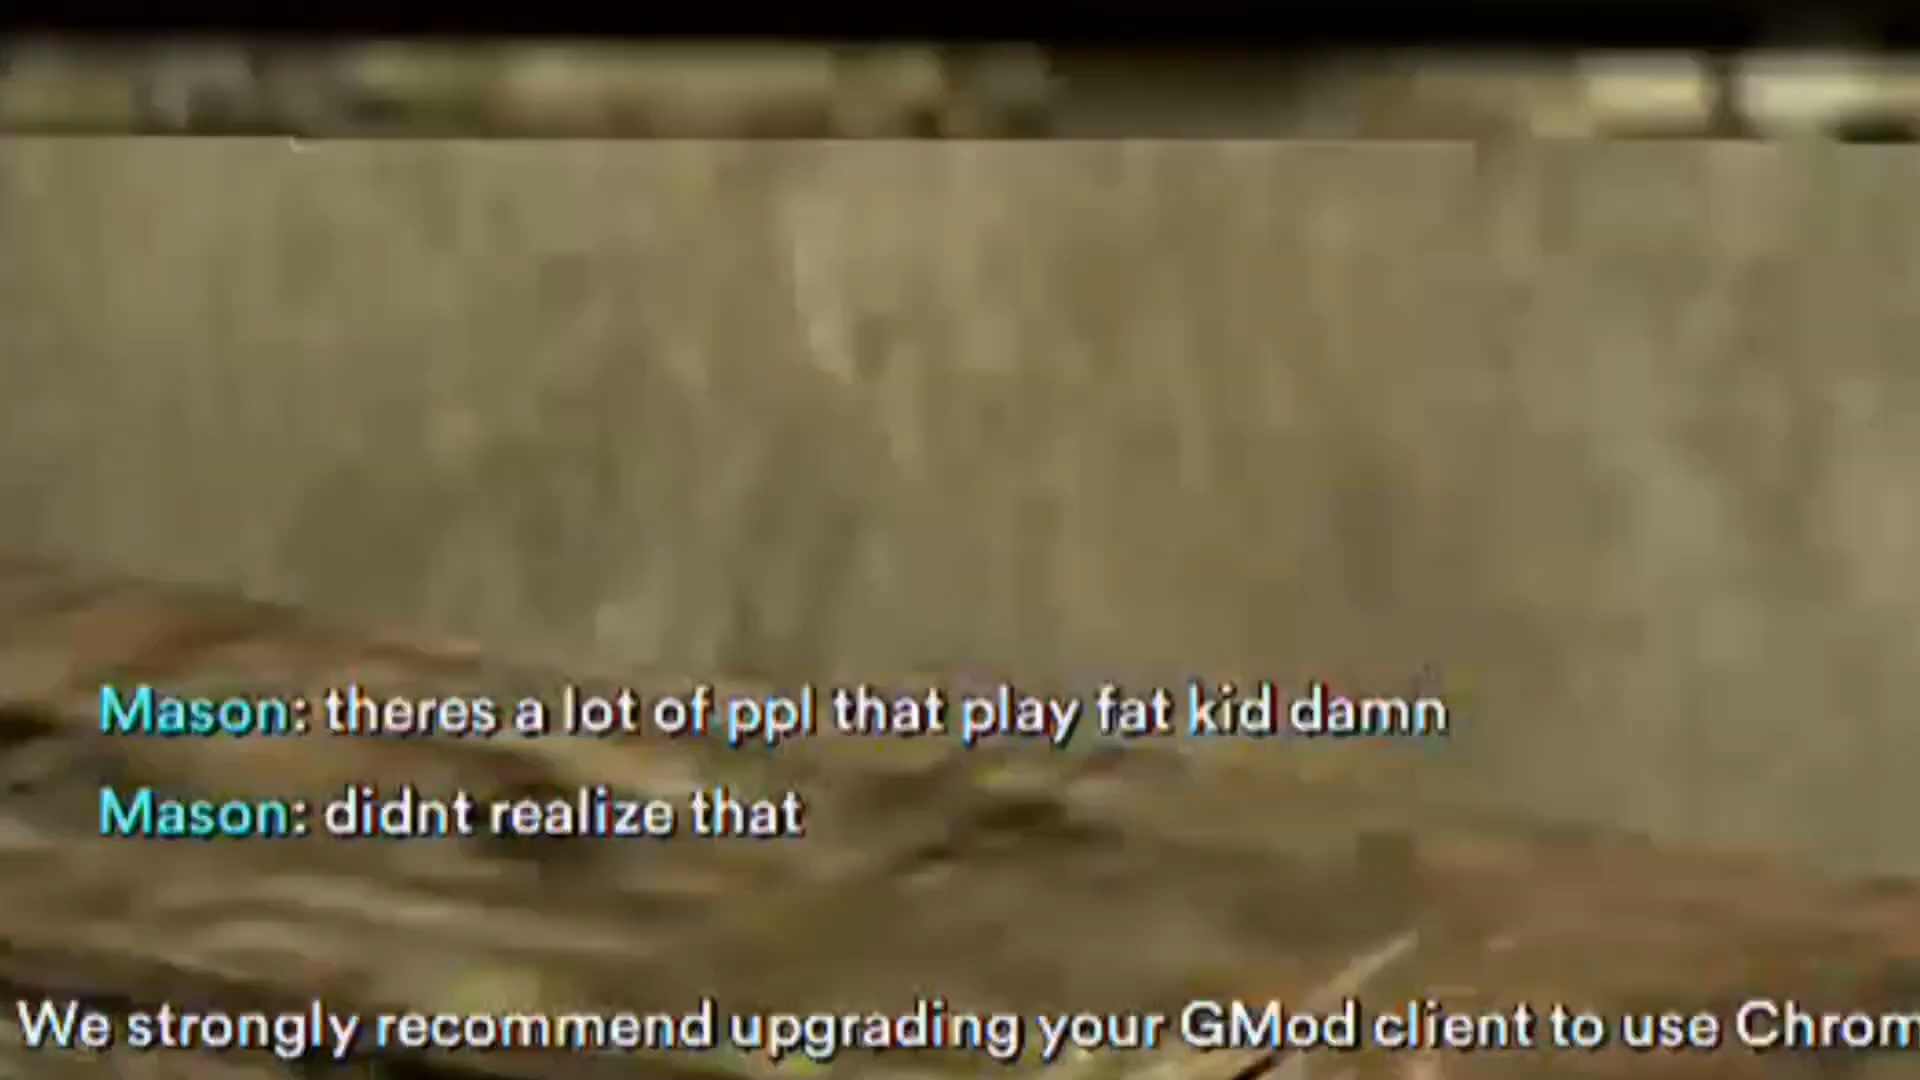 Mason: theres a lot of ppl that play fat kid damn
Mason: didnt realize that
We strongly recommend upgrading your GMod client to use Chrom